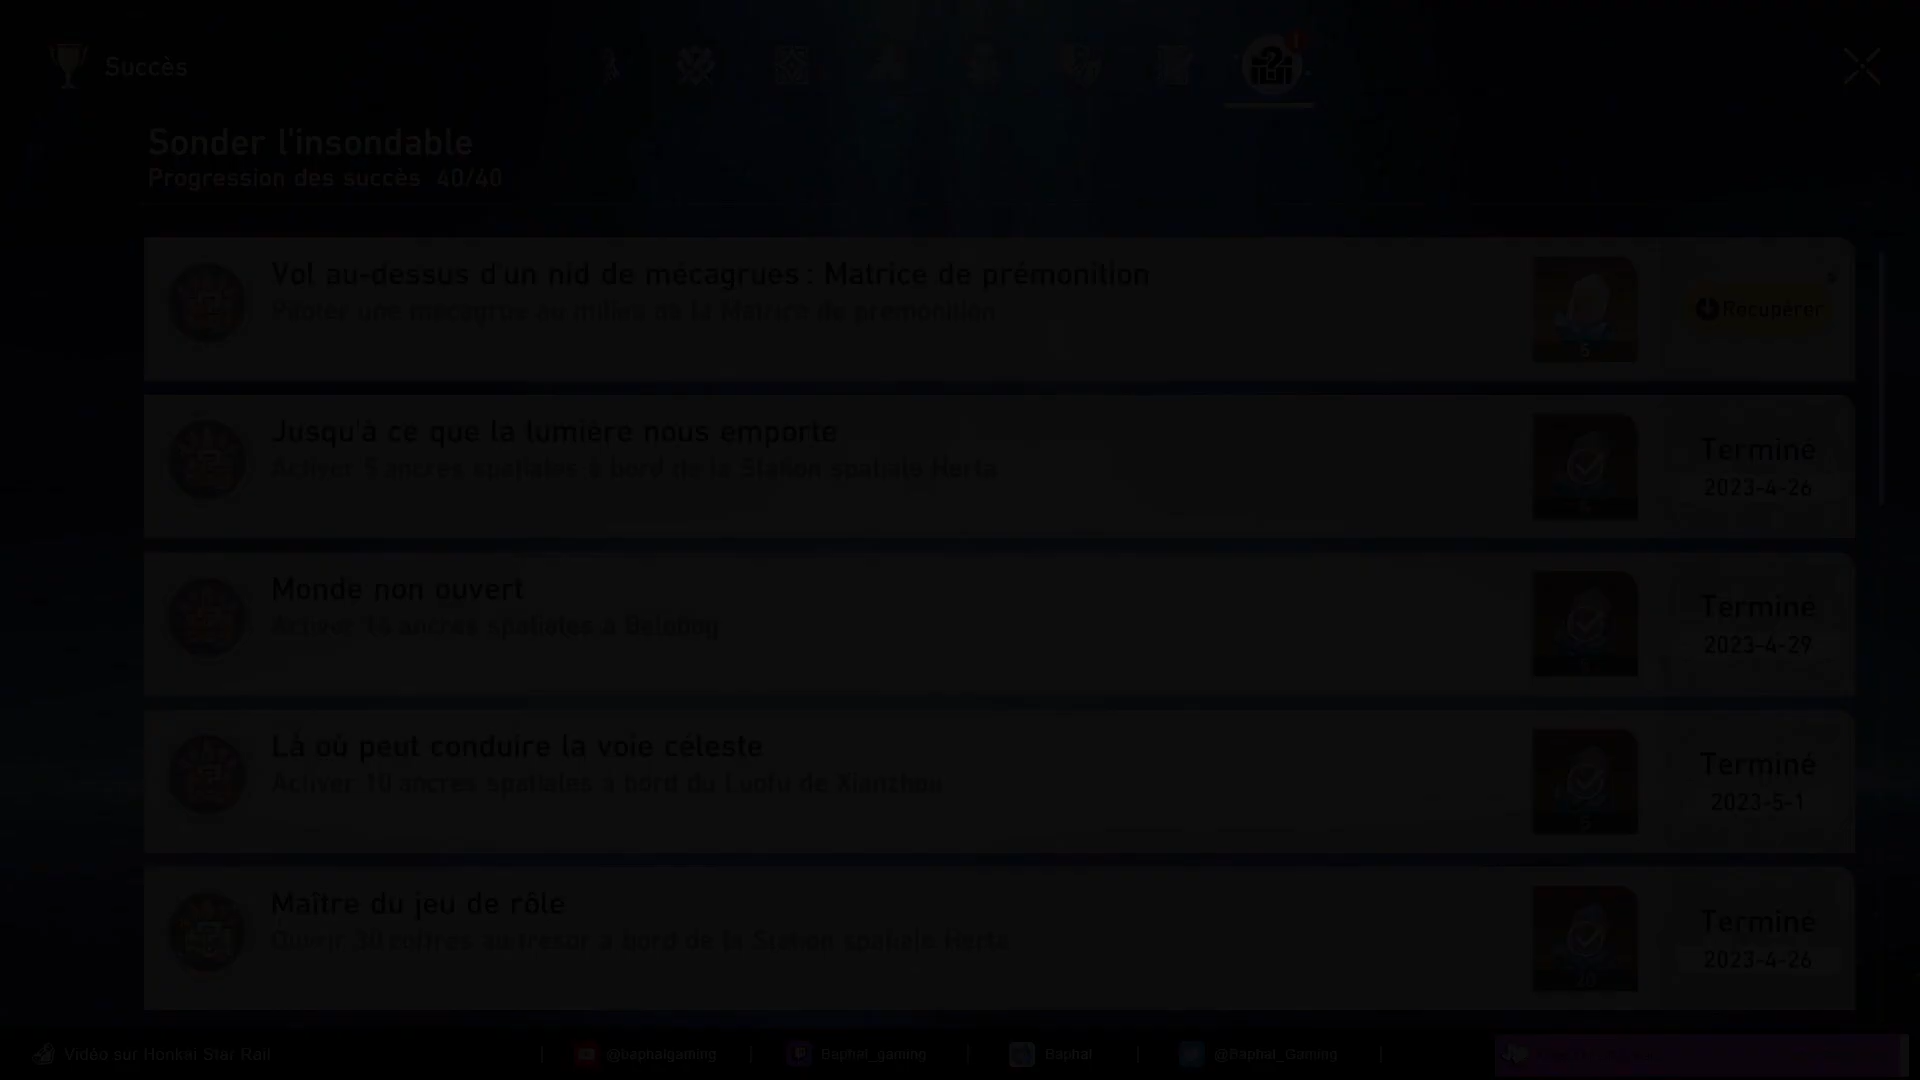 Succès
Sonder l'insondable
Progression des succès 40/40
Vol au-dessus d'un nid de mécagrues : Matrice de prémonition
Piloter une mécagrue au milieu de la Matrice de prémonition
5
Récupérer
Jusqu'à ce que la lumière nous emporte
Activer 5 ancres spatiales à bord de la Station spatiale Herta
Terminé
2023-4-26
Monde non ouvert
Activer 14 ancres spatiales à Belobog
Terminé
2023-4-29
Là où peut conduire la voie céleste
Activer 10 ancres spatiales à bord du Luofu de Xianzhou
5
Terminé
2023-5-1
Maître du jeu de rôle
Ouvrir 30 coffres au trésor à bord de la Station spatiale Herta
10
Terminé
2023-4-26
Vidéo sur Honkai Star Rail
@baphalgaming
Baphal_gaming
Baphal
@Baphal_Gaming